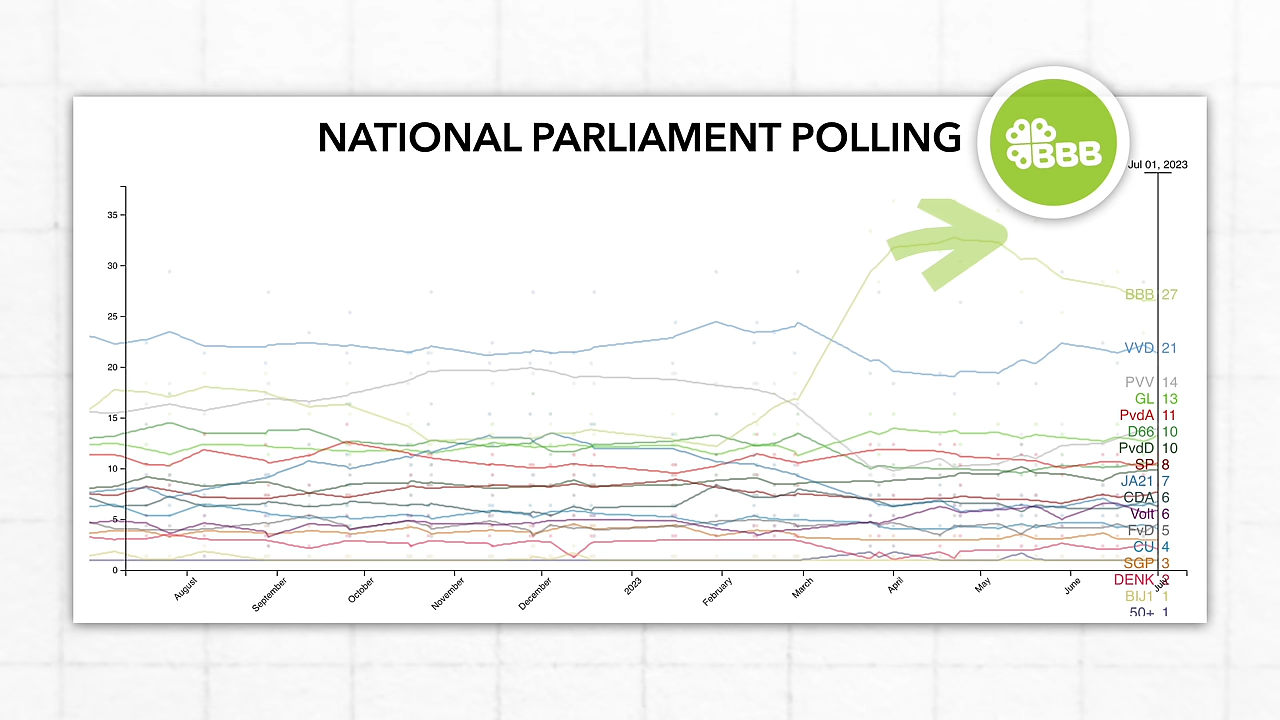 NATIONAL PARLIAMENT POLLING
BBB
Jul 01, 2023
35
30
25
20
15
10
5
0
BBB 27
VVD 21
PVV 14
GL 13
PvdA 11
D66 10
PvdD 10
SP 8
JA21 7
CDA 6
Volt 6
FvD 5
CU 4
SGP 3
DENK 2
BIJ1 1
50+ 1
August
September
October
November
December
2023
February
March
April
May
June
July